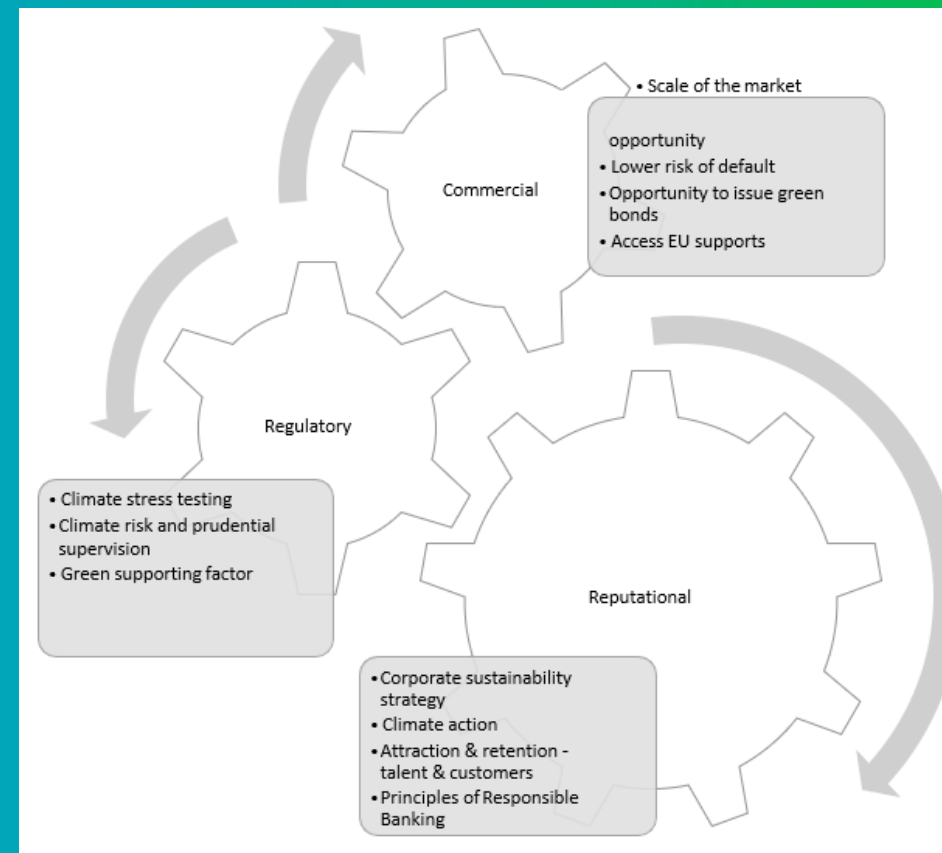 • Scale of the market
opportunity
• Lower risk of default
• Opportunity to issue green
bonds
• Access EU supports
Commercial
Regulatory
• Climate stress testing
• Climate risk and prudential
supervision
• Green supporting factor
Reputational
• Corporate sustainability
strategy
• Climate action
• Attraction & retention -
talent & customers
• Principles of Responsible
Banking